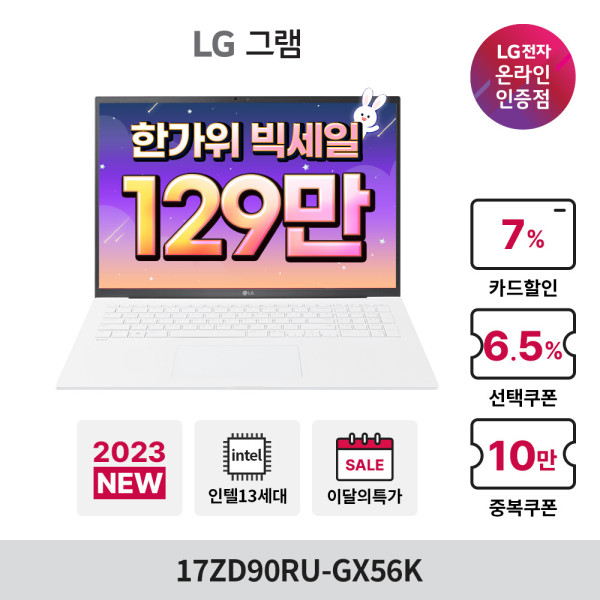 LG 그램
LG전자
온라인
인증점
한가위 빅세일
129만
LG
7%
카드할인
6.5%
선택쿠폰
10만
중복쿠폰
2023
NEW
intel
인텔13세대
SALE
이달의특가
17ZD90RU-GX56K